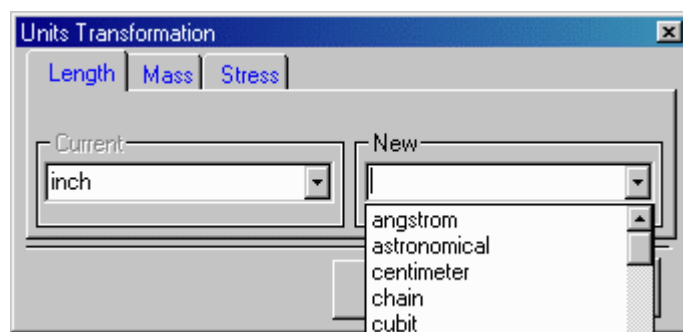 Units Transformation
Length Mass Stress
Current New
inch
angstrom
astronomical
centimeter
chain
cubit